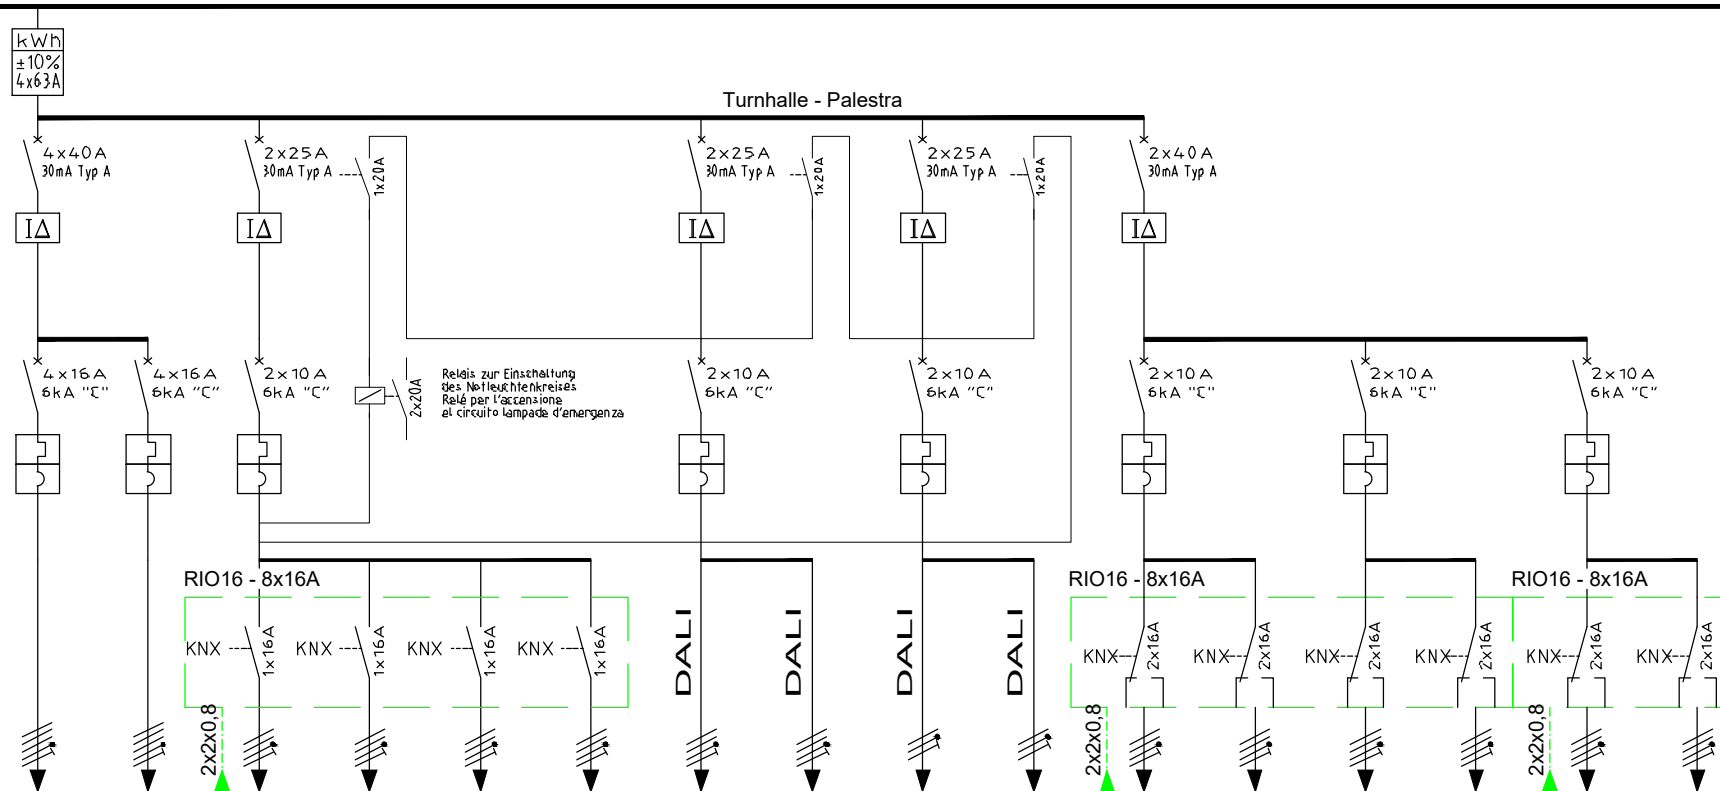 kWh
±10%
4x63A
Turnhalle - Palestra
4x40A
30mA Typ A
2x25A
30mA Typ A
1x20A
2x25A
30mA Typ A
1x20A
2x25A
30mA Typ A
1x20A
2x40A
30mA Typ A
IΔ
IΔ
IΔ
IΔ
IΔ
4x16A
6kA "C"
4x16A
6kA "C"
2x10A
6kA "C"
2x20A
Relais zur Einschaltung
des Notleuchtenkreises
Relé per l'accensione
el circuito lampade d'emergenza
2x10A
6kA "C"
2x10A
6kA "C"
2x10A
6kA "C"
2x10A
6kA "C"
2x10A
6kA "C"
RIO16 - 8x16A
RIO16 - 8x16A
RIO16 - 8x16A
KNX
1x16A
KNX
1x16A
KNX
1x16A
KNX
1x16A
DALI
DALI
DALI
DALI
KNX
2x16A
KNX
2x16A
KNX
2x16A
KNX
2x16A
KNX
2x16A
KNX
2x16A
2x2x0,8
2x2x0,8
2x2x0,8